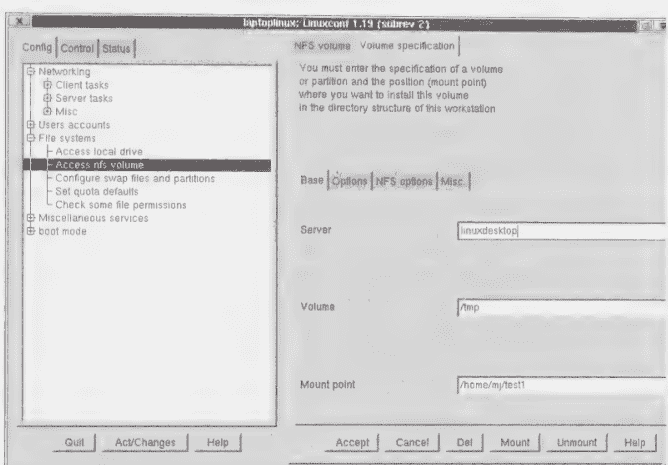 laptoplinux: Linuxconf 1.19 (subrev 2)
Config Control Status
Networking
Client tasks
Server tasks
Misc
Users accounts
File systems
Access local drive
Access nfs volume
Configure swap files and partitions
Set quota defaults
Check some file permissions
Miscellaneous services
boot mode
Quit Act/Changes Help
NFS volume Volume specification
You must enter the specification of a volume
or partition and the position (mount point)
where you want to install this volume
in the directory structure of this workstation
Base Options NFS options Misc.
Server linuxdesktop
Volume /tmp
Mount point /home/mj/test1
Accept Cancel Del Mount Unmount Help